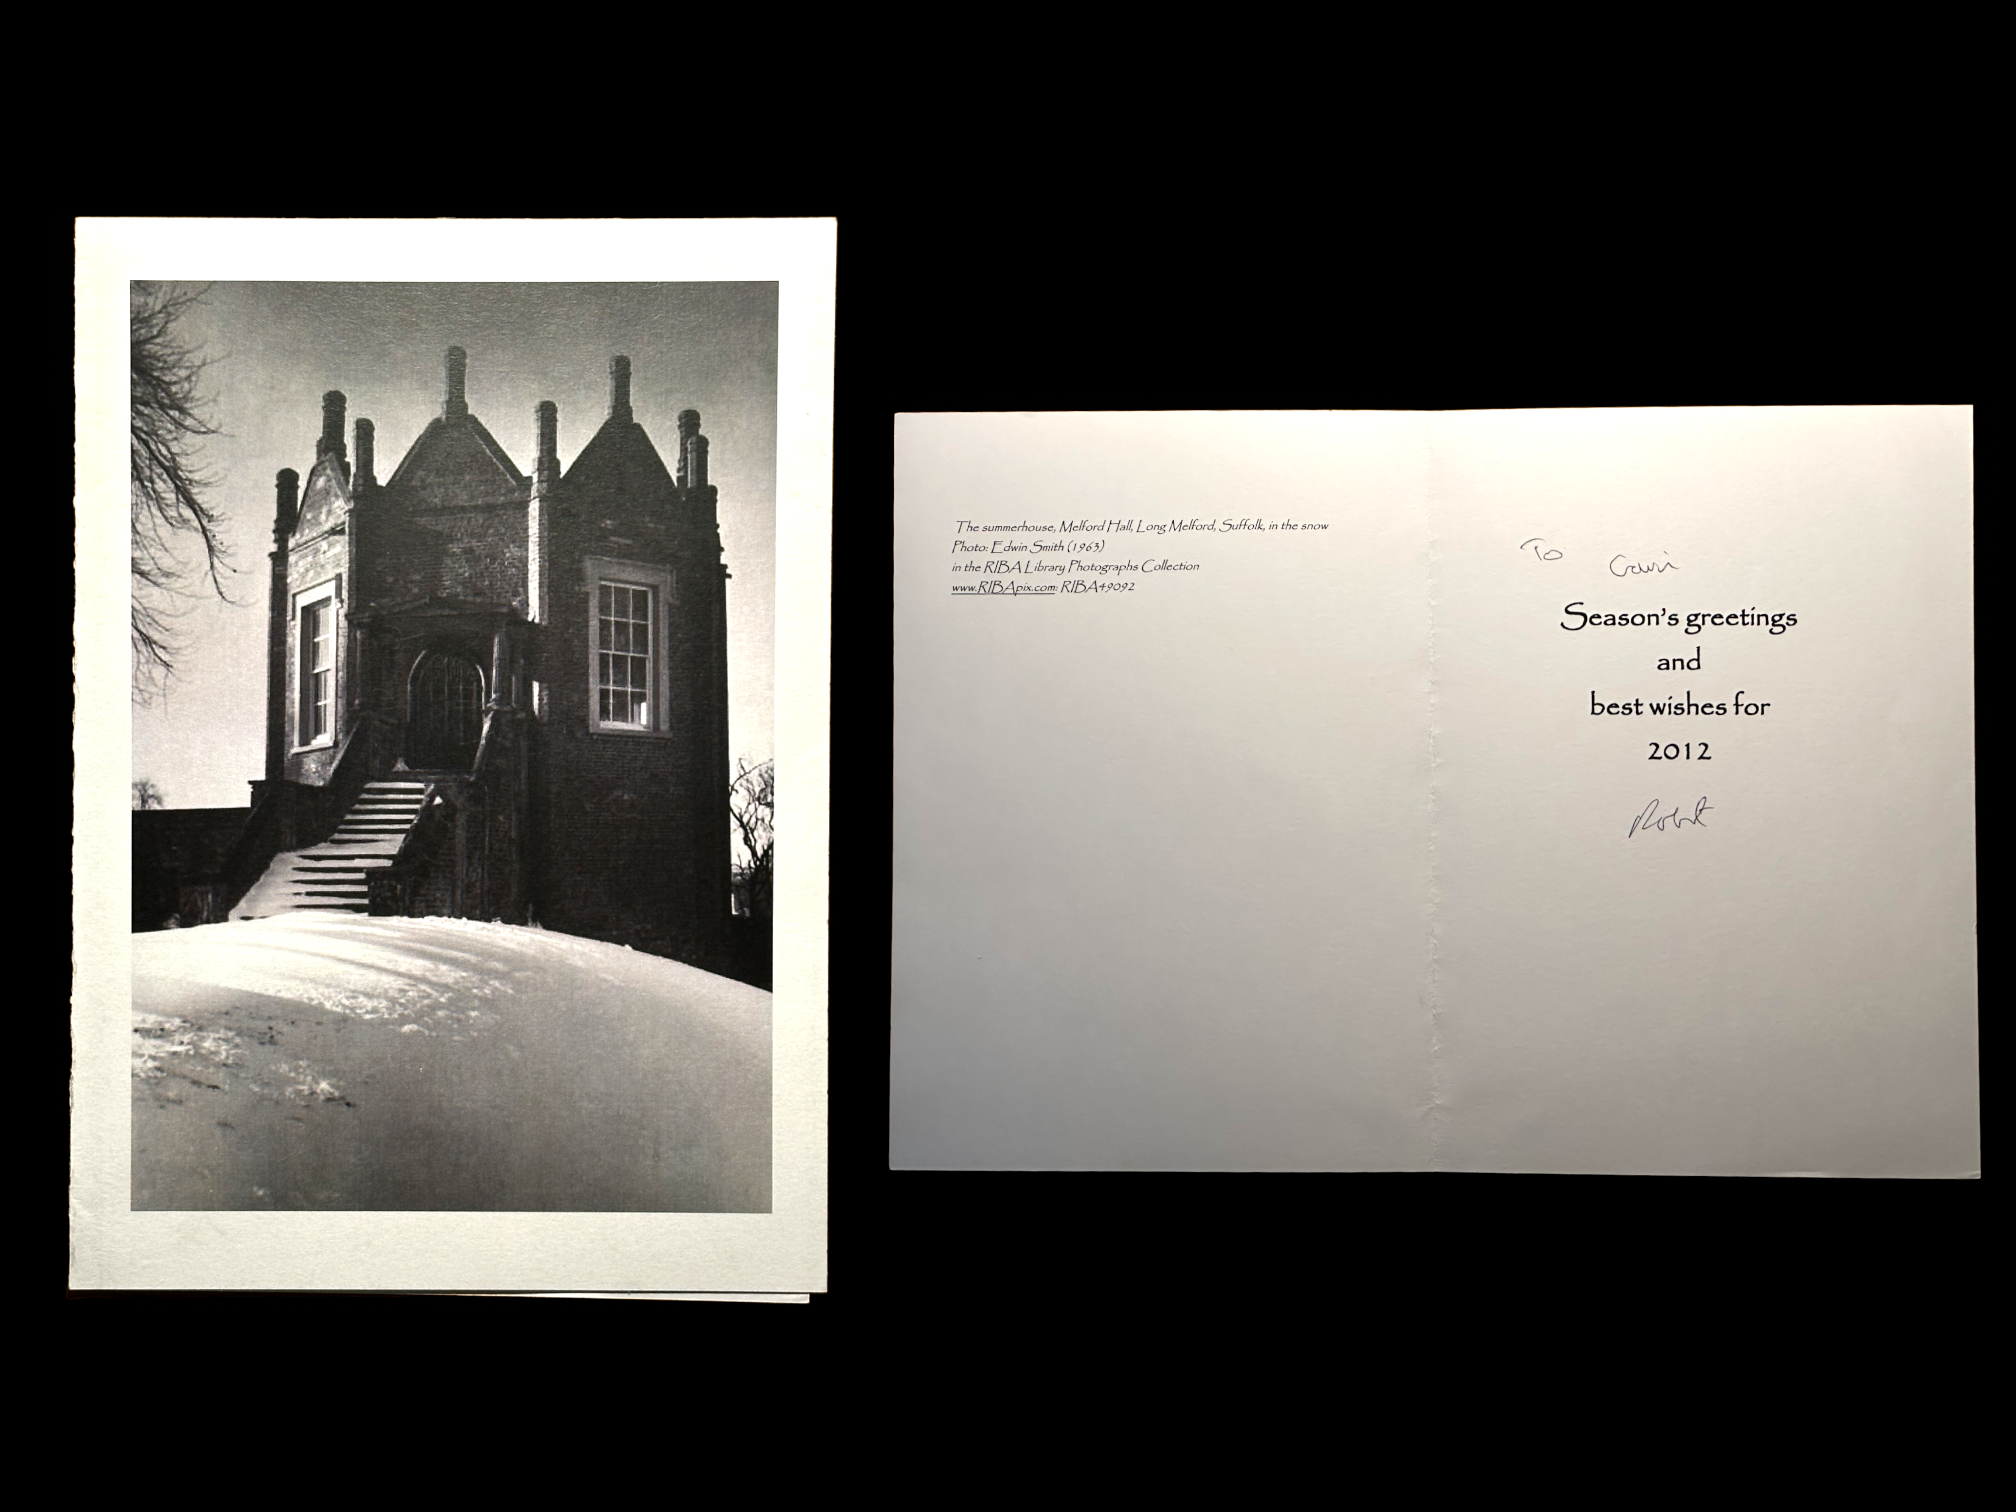 The summerhouse, Melford Hall, Long Melford, Suffolk, in the snow
Photo: Edwin Smith (1963)
in the RIBA Library Photographs Collection
www.RIBApix.com: RIBA49092
To
Season's greetings
and
best wishes for
2012
Robert